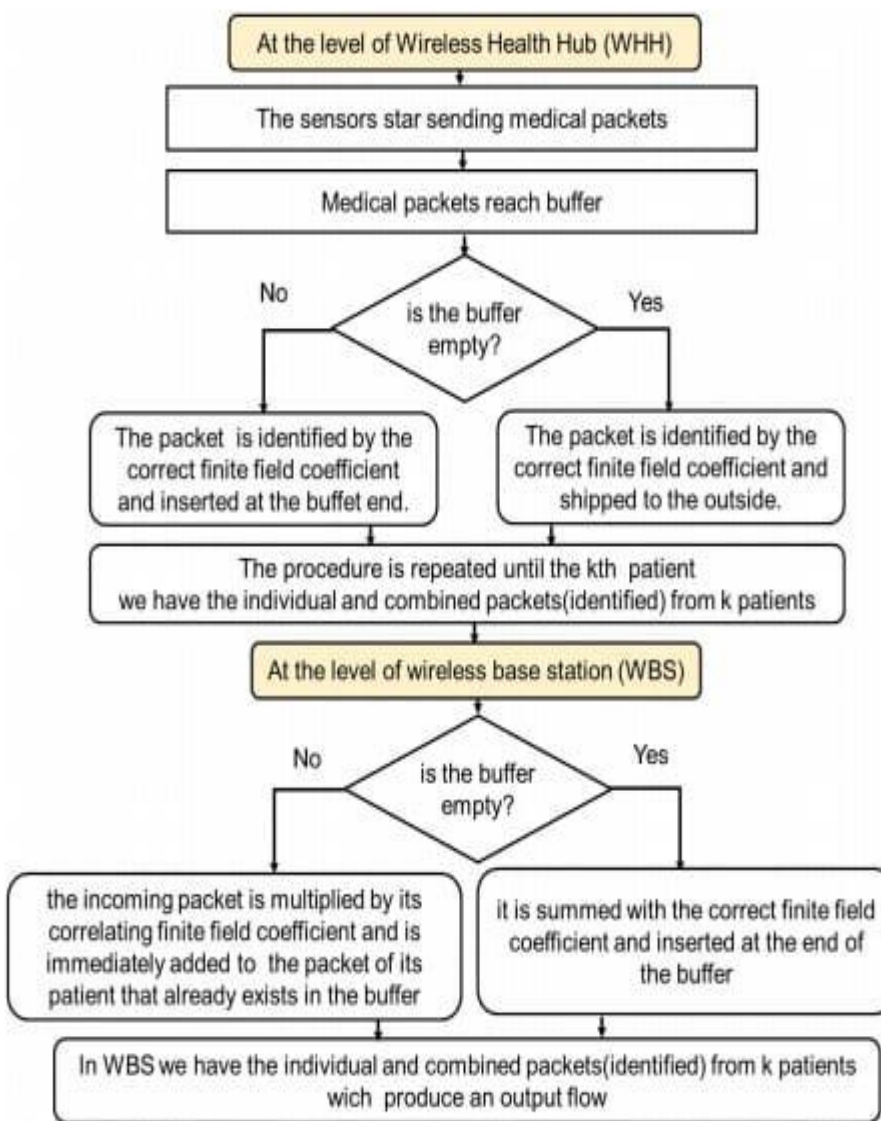 At the level of Wireless Health Hub (WHH)
The sensors star sending medical packets
Medical packets reach buffer
No
Yes
is the buffer
empty?
The packet is identified by the
correct finite field coefficient
and inserted at the buffet end.
The packet is identified by the
correct finite field coefficient and
shipped to the outside.
The procedure is repeated until the kth patient
we have the individual and combined packets(identified) from k patients
At the level of wireless base station (WBS)
No
Yes
is the buffer
empty?
the incoming packet is multiplied by its
correlating finite field coefficient and is
immediately added to the packet of its
patient that already exists in the buffer
it is summed with the correct finite field
coefficient and inserted at the end of
the buffer
In WBS we have the individual and combined packets(identified) from k patients
wich produce an output flow